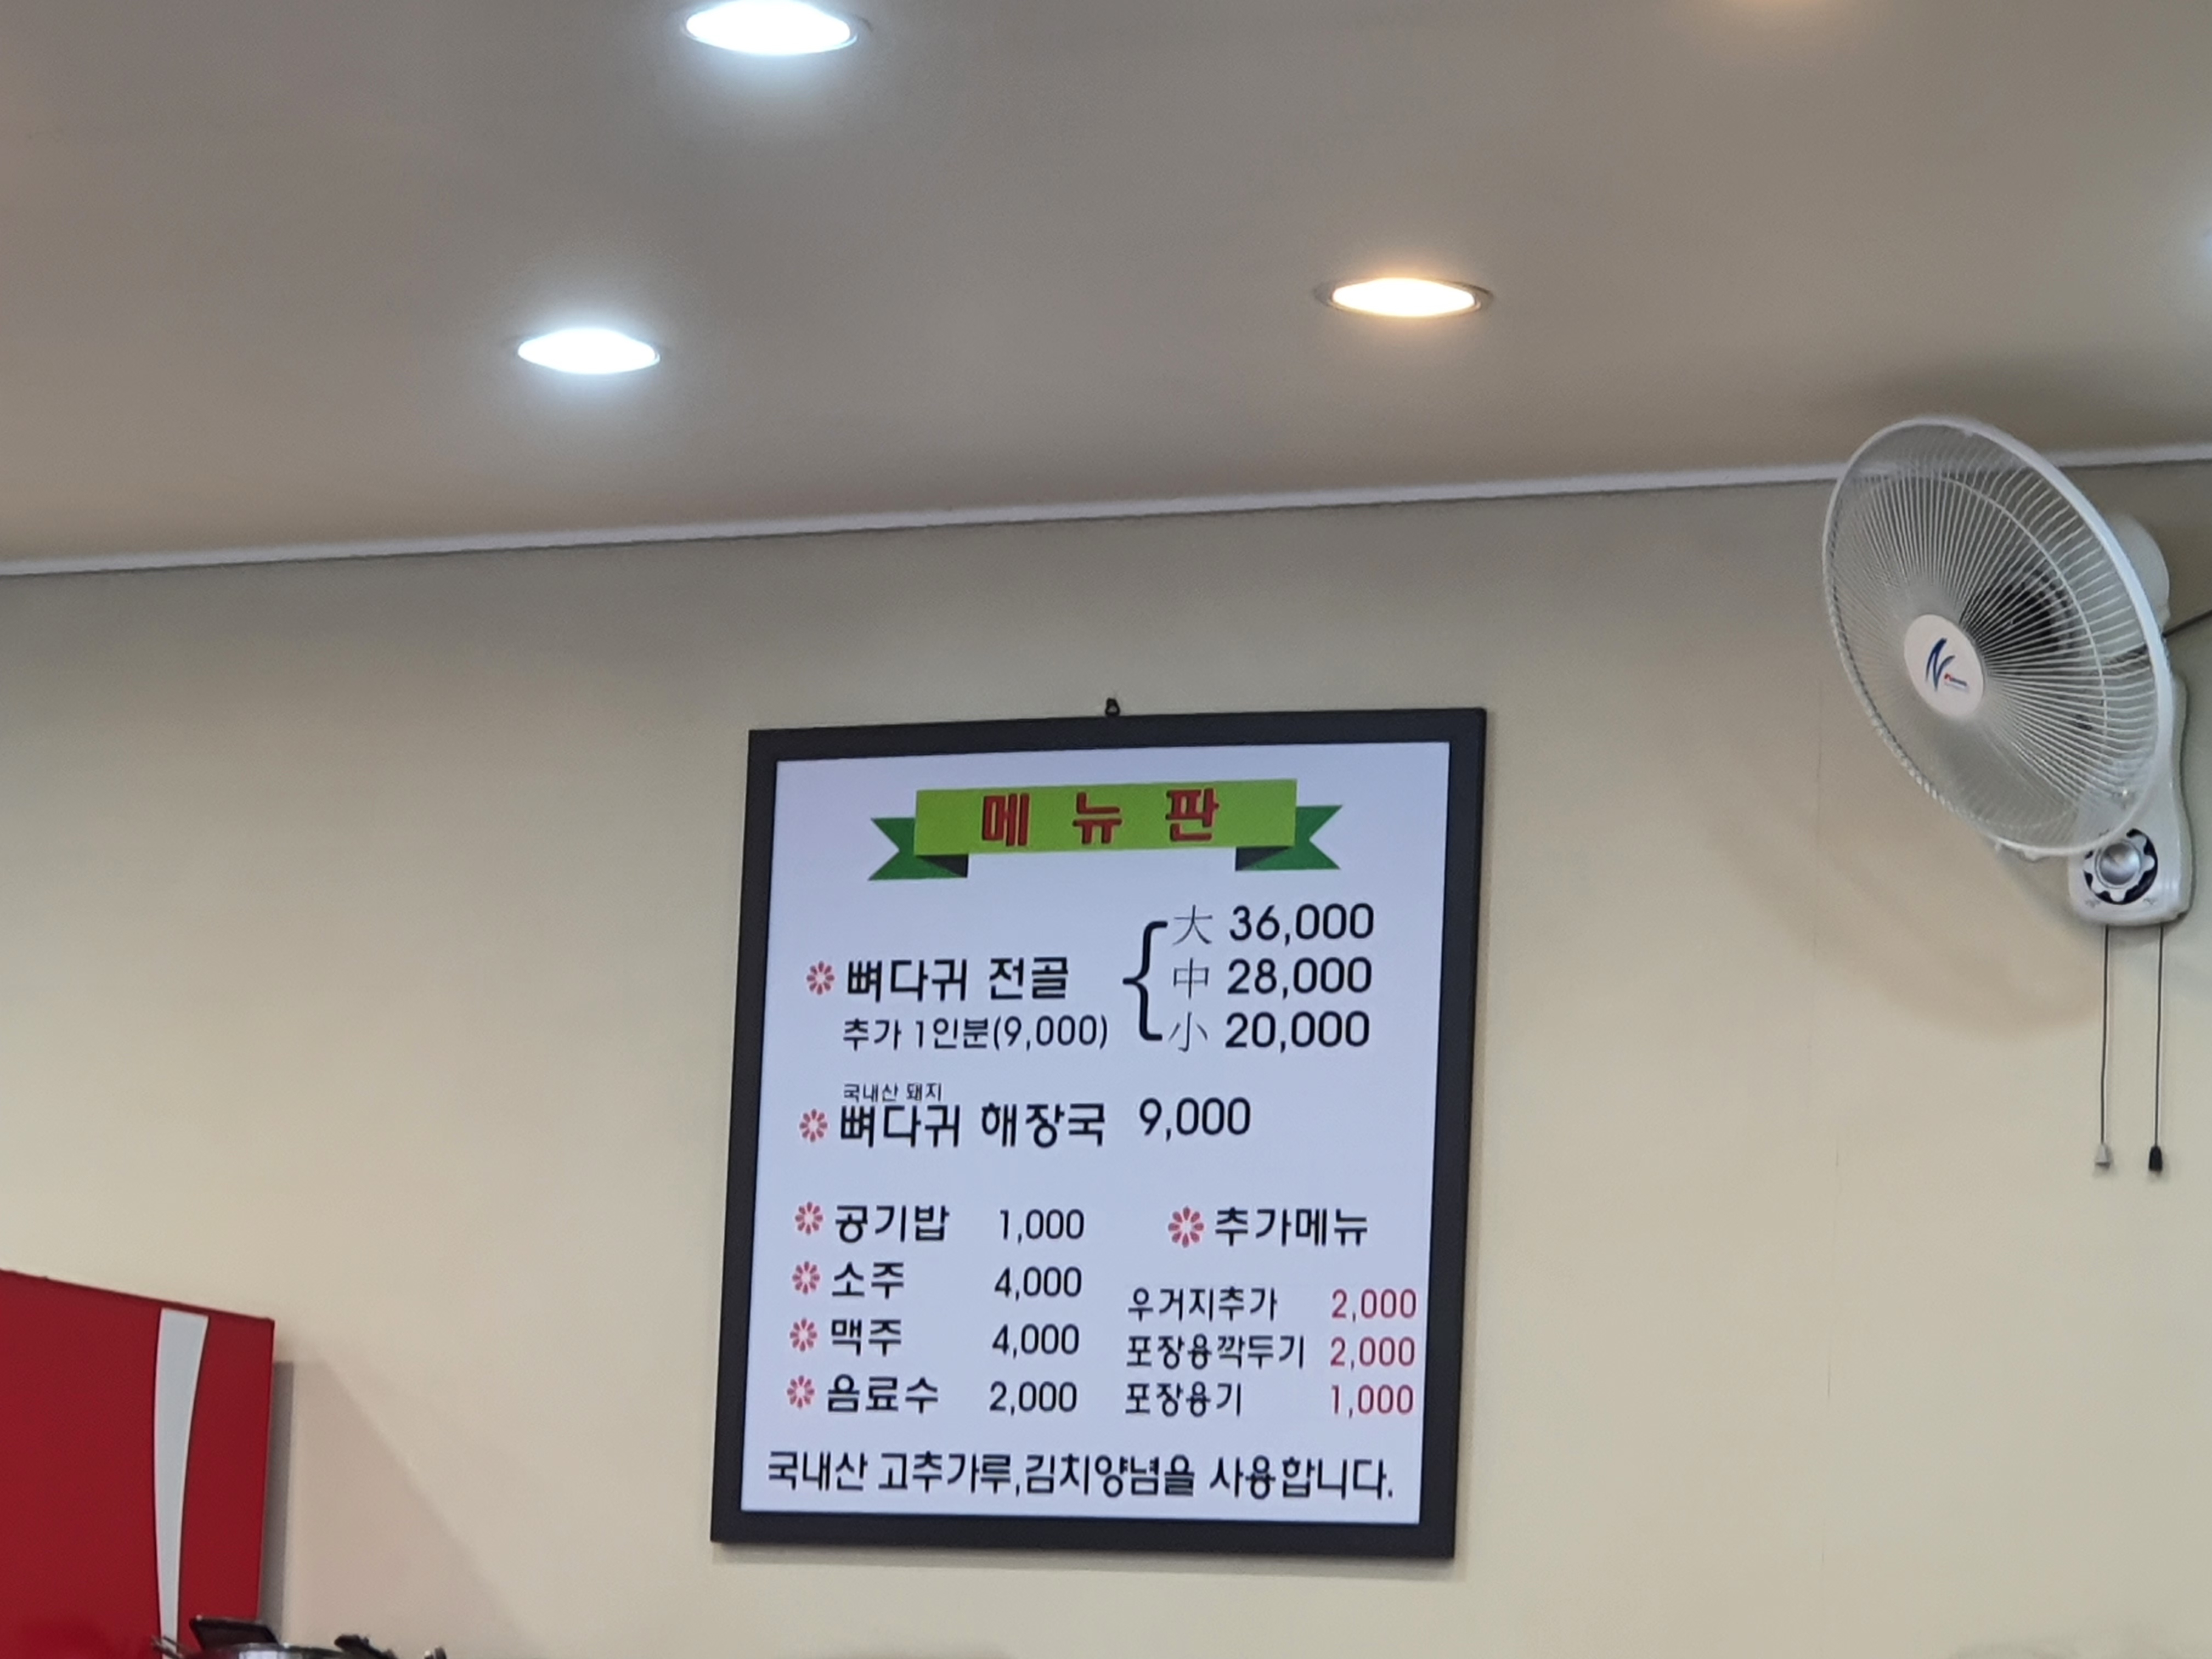 메뉴판
뼈다귀 전골
추가 1인분(9,000)
大 36,000
中 28,000
小 20,000
국내산 돼지
뼈다귀 해장국 9,000
공기밥 1,000
소주 4,000
맥주 4,000
음료수 2,000
추가메뉴
우거지추가 2,000
포장용깍두기 2,000
포장용기 1,000
국내산 고추가루,김치양념을 사용합니다.